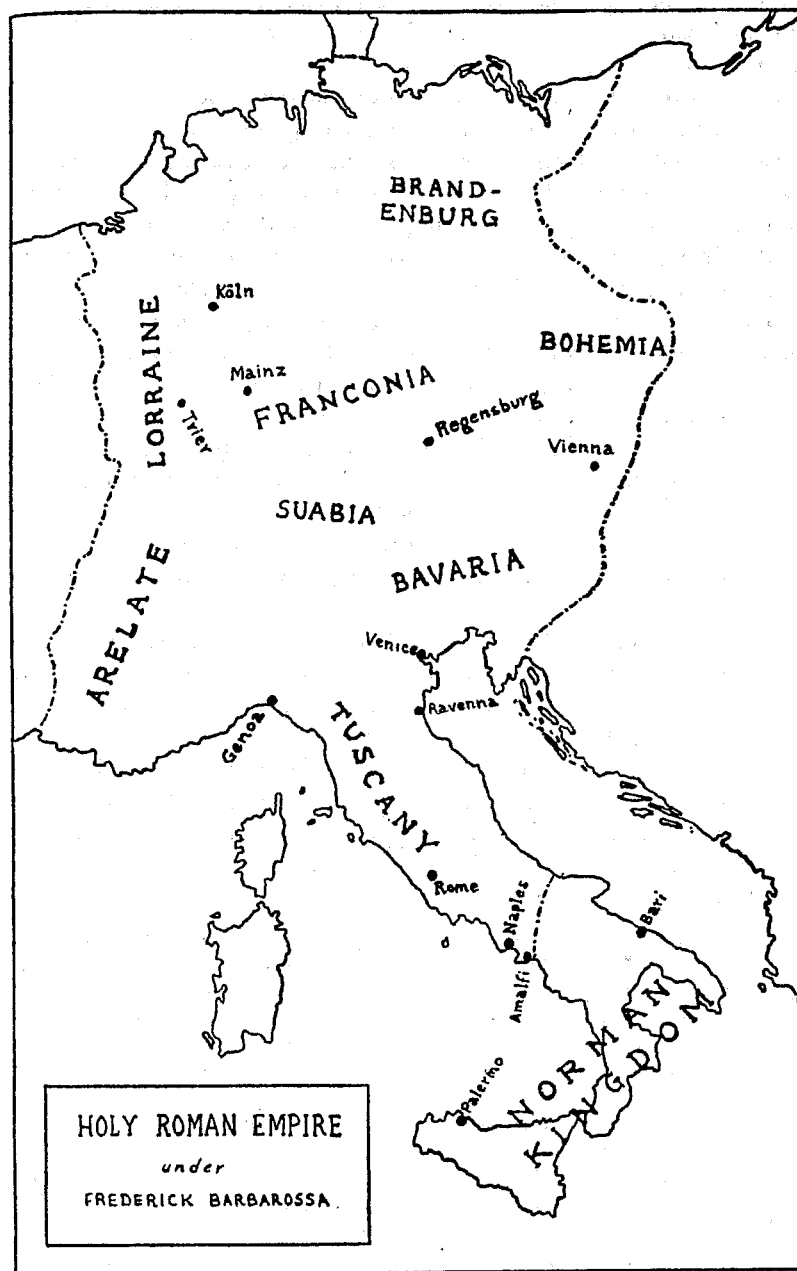 BRAND-
ENBURG
Köln
LORRAINE
BOHEMIA
Mainz
FRANCONIA
Trier
Regensburg
Vienna
SUABIA
BAVARIA
ARELATE
Venice
Ravenna
Genoa
TUSCANY
Rome
Naples
Bari
Amalfi
NORMAN
KINGDOM
Palermo
HOLY ROMAN EMPIRE
under
FREDERICK BARBAROSSA